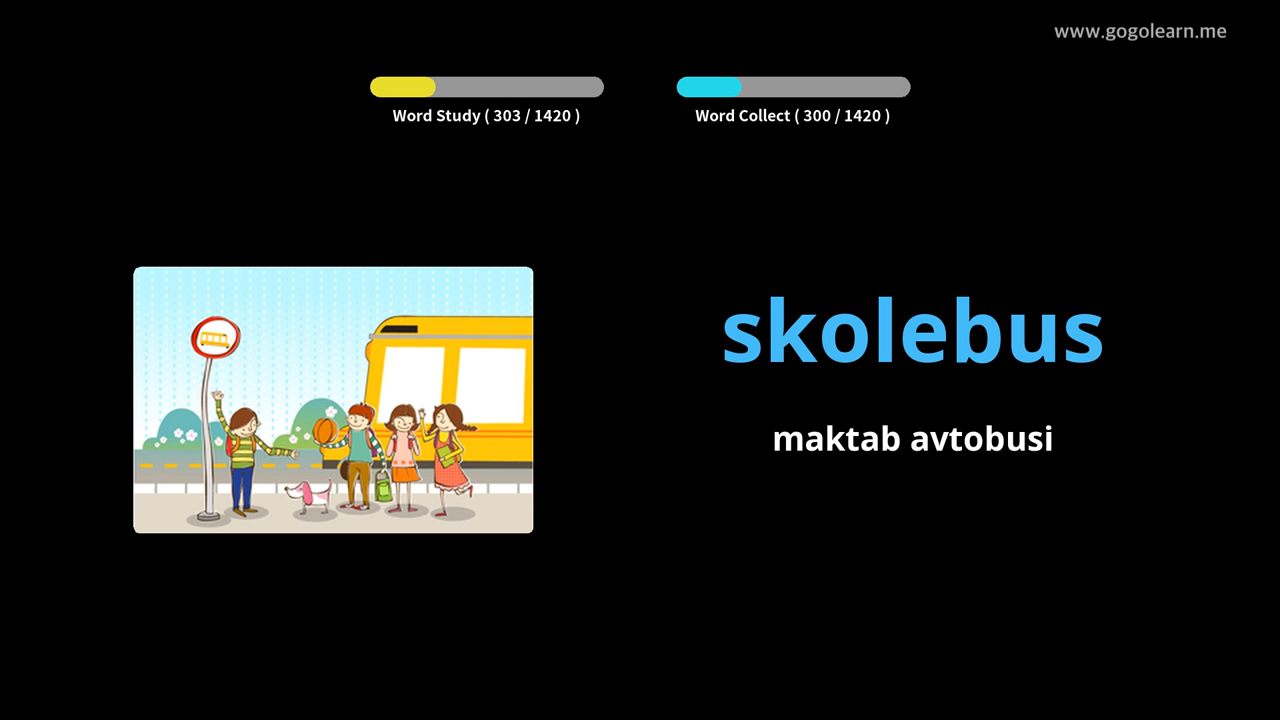 www.gogolearn.me
Word Study ( 303 / 1420 )
Word Collect ( 300 / 1420 )
skolebus
maktab avtobusi